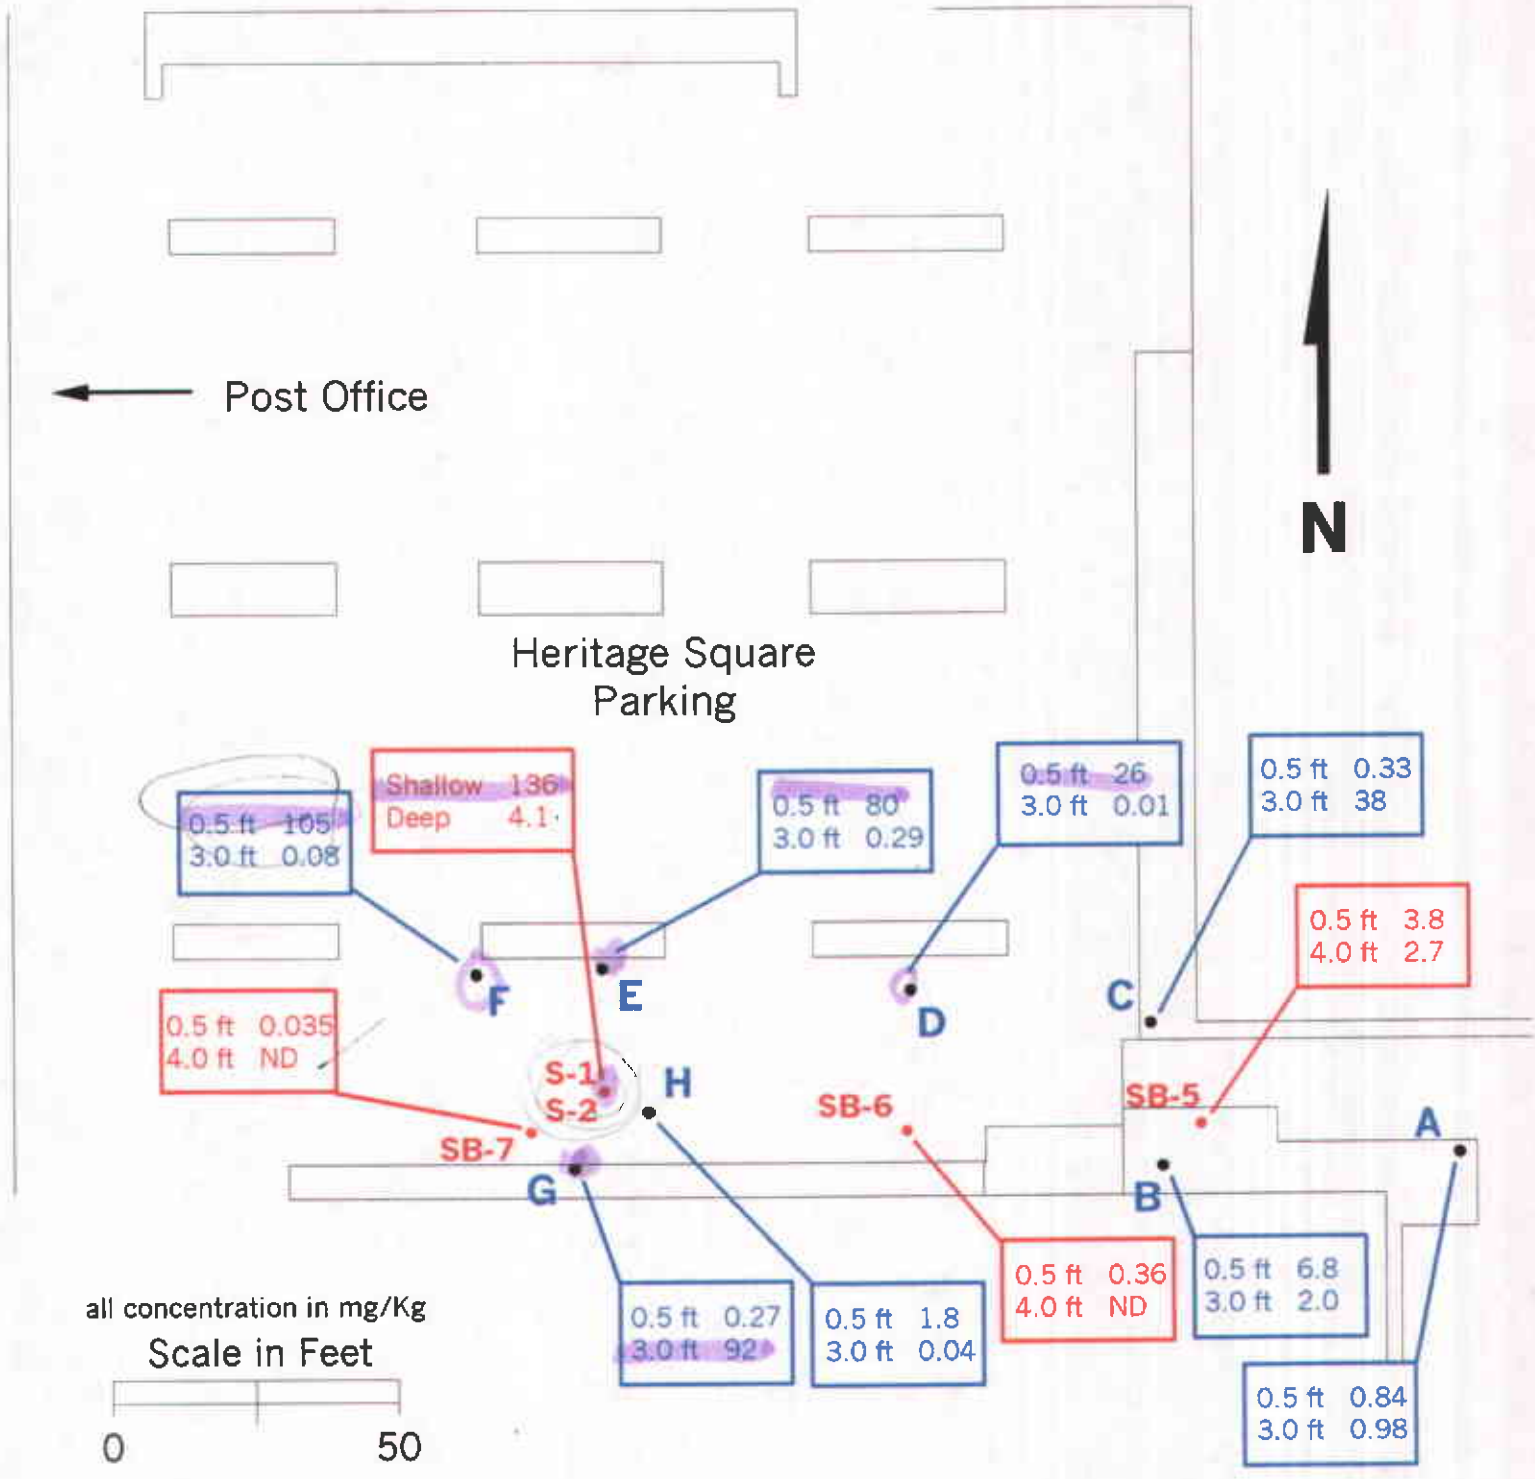 Post Office
N
Heritage Square
Parking
0.5 ft 105
3.0 ft 0.08
Shallow 136
Deep 4.1
0.5 ft 80
3.0 ft 0.29
0.5 ft 26
3.0 ft 0.01
0.5 ft 0.33
3.0 ft 38
0.5 ft 3.8
4.0 ft 2.7
F
E
D
C
0.5 ft 0.035
4.0 ft ND
S-1
S-2
H
SB-7
SB-6
SB-5
A
G
B
0.5 ft 0.27
3.0 ft 92
0.5 ft 1.8
3.0 ft 0.04
0.5 ft 0.36
4.0 ft ND
0.5 ft 6.8
3.0 ft 2.0
0.5 ft 0.84
3.0 ft 0.98
all concentration in mg/Kg
Scale in Feet
0 50